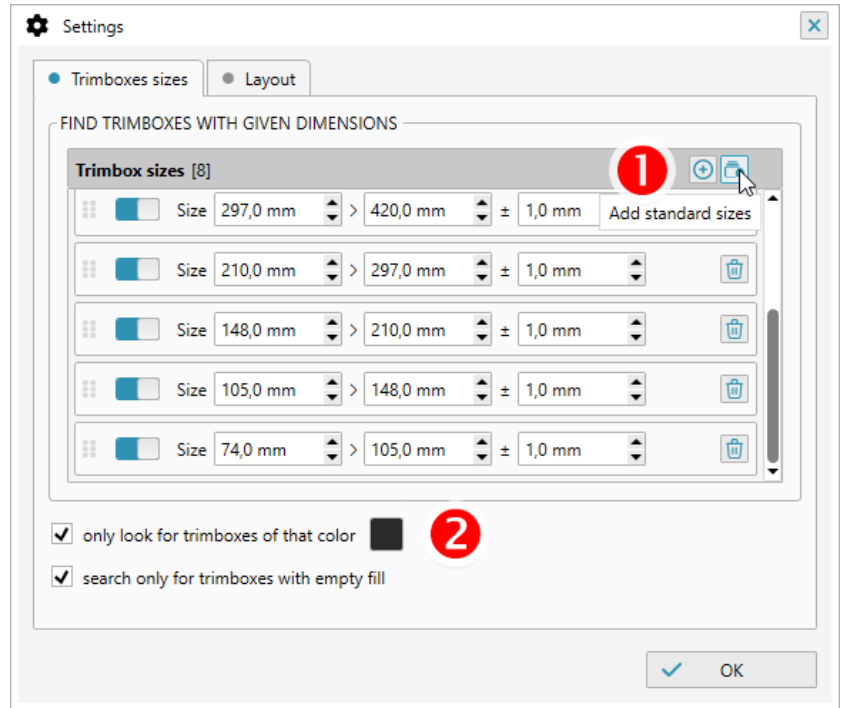 Settings
Trimboxes sizes Layout
FIND TRIMBOXES WITH GIVEN DIMENSIONS
Trimbox sizes [8]
1
Size 297,0 mm > 420,0 mm ± 1,0 mm
Add standard sizes
Size 210,0 mm > 297,0 mm ± 1,0 mm
Size 148,0 mm > 210,0 mm ± 1,0 mm
Size 105,0 mm > 148,0 mm ± 1,0 mm
Size 74,0 mm > 105,0 mm ± 1,0 mm
only look for trimboxes of that color
2
search only for trimboxes with empty fill
OK